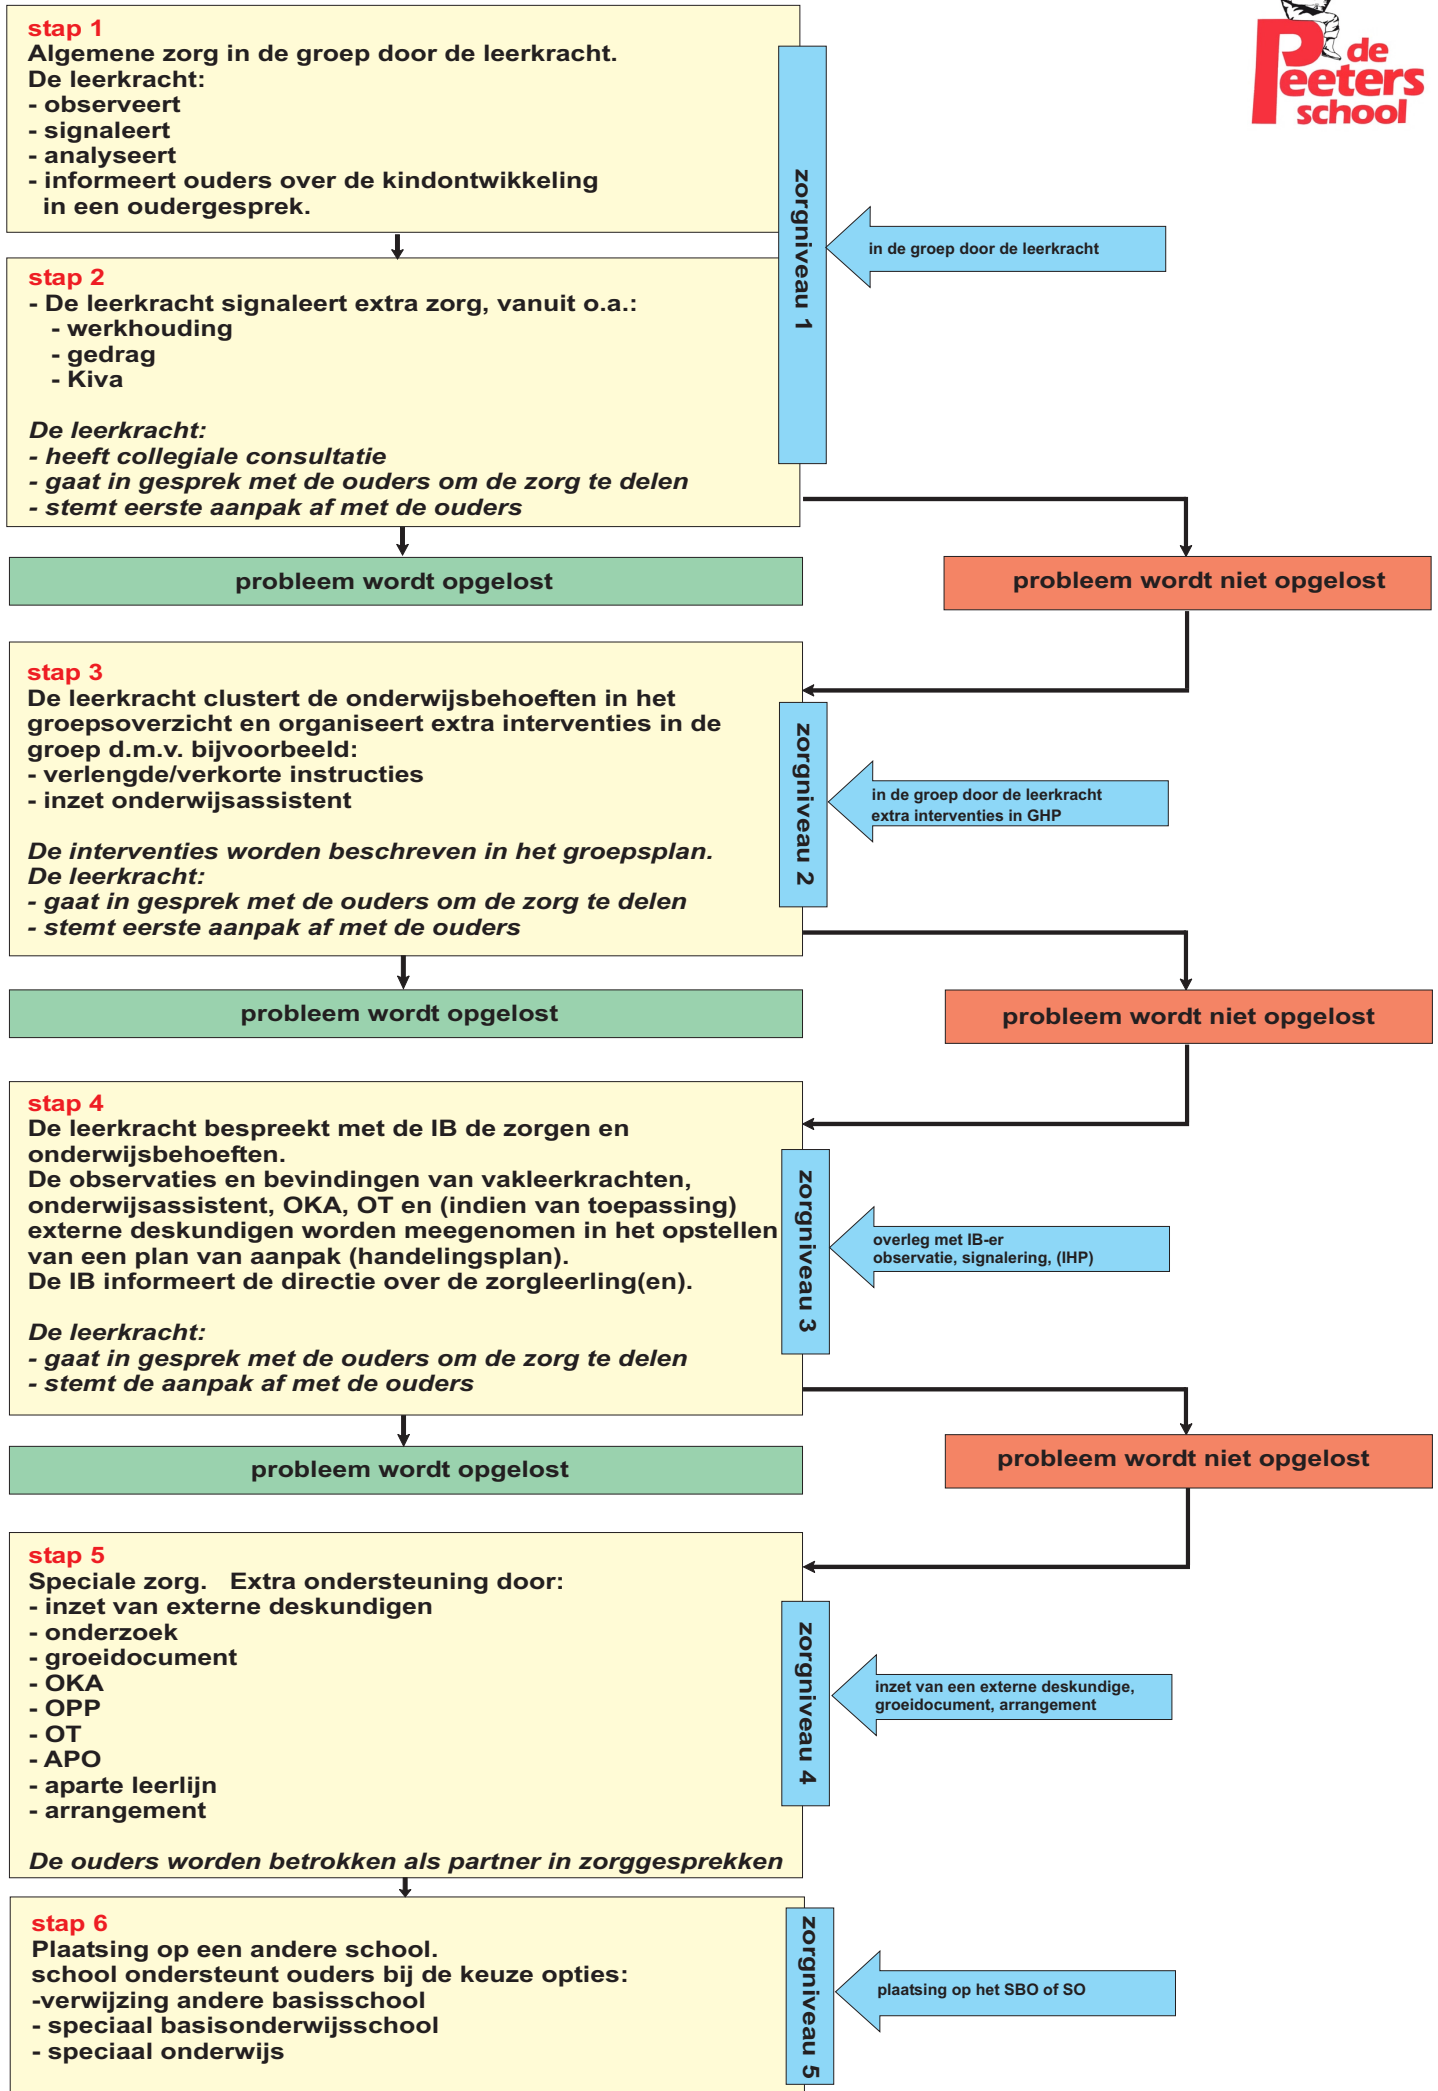 de
Peeters
school
stap 1
Algemene zorg in de groep door de leerkracht.
De leerkracht:
- observeert
- signaleert
- analyseert
- informeert ouders over de kindontwikkeling
in een oudergesprek.
zorgniveau 1
in de groep door de leerkracht
stap 2
- De leerkracht signaleert extra zorg, vanuit o.a.:
- werkhouding
- gedrag
- Kiva
De leerkracht:
- heeft collegiale consultatie
- gaat in gesprek met de ouders om de zorg te delen
- stemt eerste aanpak af met de ouders
probleem wordt opgelost
probleem wordt niet opgelost
stap 3
De leerkracht clustert de onderwijsbehoeften in het
groepsoverzicht en organiseert extra interventies in de
groep d.m.v. bijvoorbeeld:
- verlengde/verkorte instructies
- inzet onderwijsassistent
De interventies worden beschreven in het groepsplan.
De leerkracht:
- gaat in gesprek met de ouders om de zorg te delen
- stemt eerste aanpak af met de ouders
zorgniveau 2
in de groep door de leerkracht
extra interventies in GHP
probleem wordt opgelost
probleem wordt niet opgelost
stap 4
De leerkracht bespreekt met de IB de zorgen en
onderwijsbehoeften.
De observaties en bevindingen van vakleerkrachten,
onderwijsassistent, OKA, OT en (indien van toepassing)
externe deskundigen worden meegenomen in het opstellen
van een plan van aanpak (handelingsplan).
De IB informeert de directie over de zorgleerling(en).
De leerkracht:
- gaat in gesprek met de ouders om de zorg te delen
- stemt de aanpak af met de ouders
zorgniveau 3
overleg met IB-er
observatie, signalering, (IHP)
probleem wordt opgelost
probleem wordt niet opgelost
stap 5
Speciale zorg. Extra ondersteuning door:
- inzet van externe deskundigen
- onderzoek
- groeidocument
- OKA
- OPP
- OT
- APO
- aparte leerlijn
- arrangement
De ouders worden betrokken als partner in zorggesprekken
zorgniveau 4
inzet van een externe deskundige,
groeidocument, arrangement
stap 6
Plaatsing op een andere school.
school ondersteunt ouders bij de keuze opties:
-verwijzing andere basisschool
- speciaal basisonderwijsschool
- speciaal onderwijs
zorgniveau 5
plaatsing op het SBO of SO